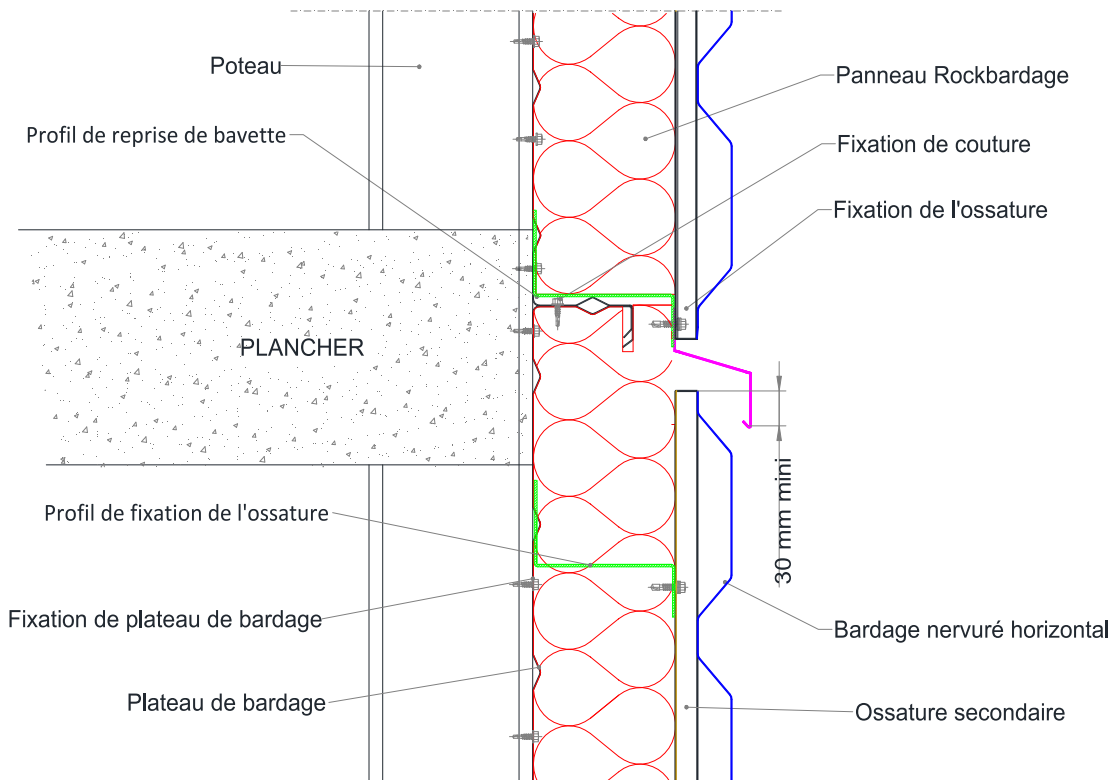 Poteau
Panneau Rockbardage
Profil de reprise de bavette
Fixation de couture
Fixation de l'ossature
PLANCHER
30 mm mini
Profil de fixation de l'ossature
Fixation de plateau de bardage
Bardage nervuré horizontal
Plateau de bardage
Ossature secondaire